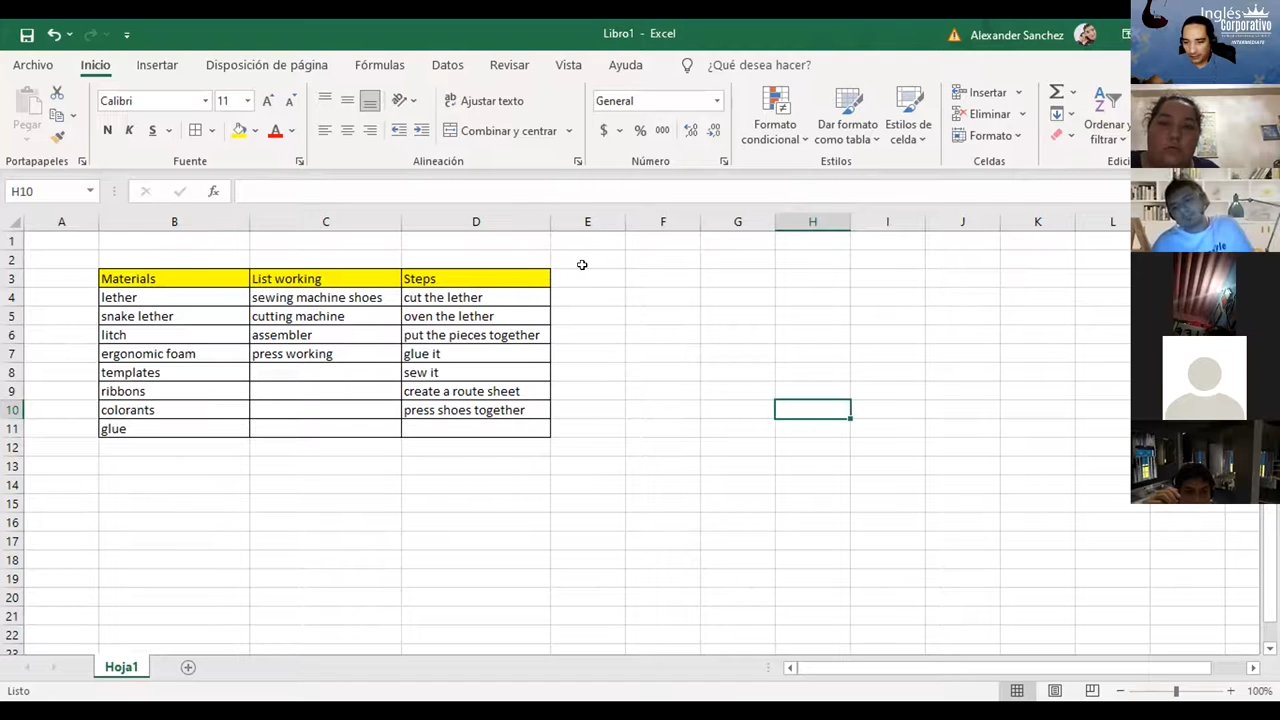 Libro1 - Excel
Alexander Sanchez
Inglés
Corporativo
INTERMEDIATE
Archivo Inicio Insertar Disposición de página Fórmulas Datos Revisar Vista Ayuda ¿Qué desea hacer?
Pegar
Calibri 11
N K S
Ajustar texto
Combinar y centrar
General
$ % 000
Formato condicional
Dar formato como tabla
Estilos de celda
Insertar
Eliminar
Formato
Ordenar y
Portapapeles Fuente Alineación Número Estilos Celdas Edici
H10 fx
A B C D E F G H I J K L
1
2
3 Materials List working Steps
4 lether sewing machine shoes cut the lether
5 snake lether cutting machine oven the lether
6 litch assembler put the pieces together
7 ergonomic foam press working glue it
8 templates sew it
9 ribbons create a route sheet
10 colorants press shoes together
11 glue
12
13
14
15
16
17
18
19
20
21
22
23
Hoja1
Listo 100%